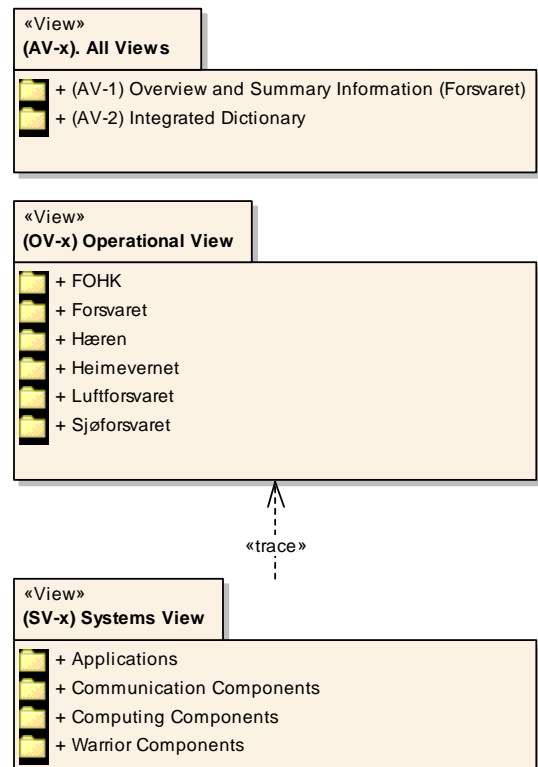 «View»
(AV-x). All Views
+ (AV-1) Overview and Summary Information (Forsvaret)
+ (AV-2) Integrated Dictionary
«View»
(OV-x) Operational View
+ FOHK
+ Forsvaret
+ Hæren
+ Heimevernet
+ Luftforsvaret
+ Sjøforsvaret
«trace»
«View»
(SV-x) Systems View
+ Applications
+ Communication Components
+ Computing Components
+ Warrior Components